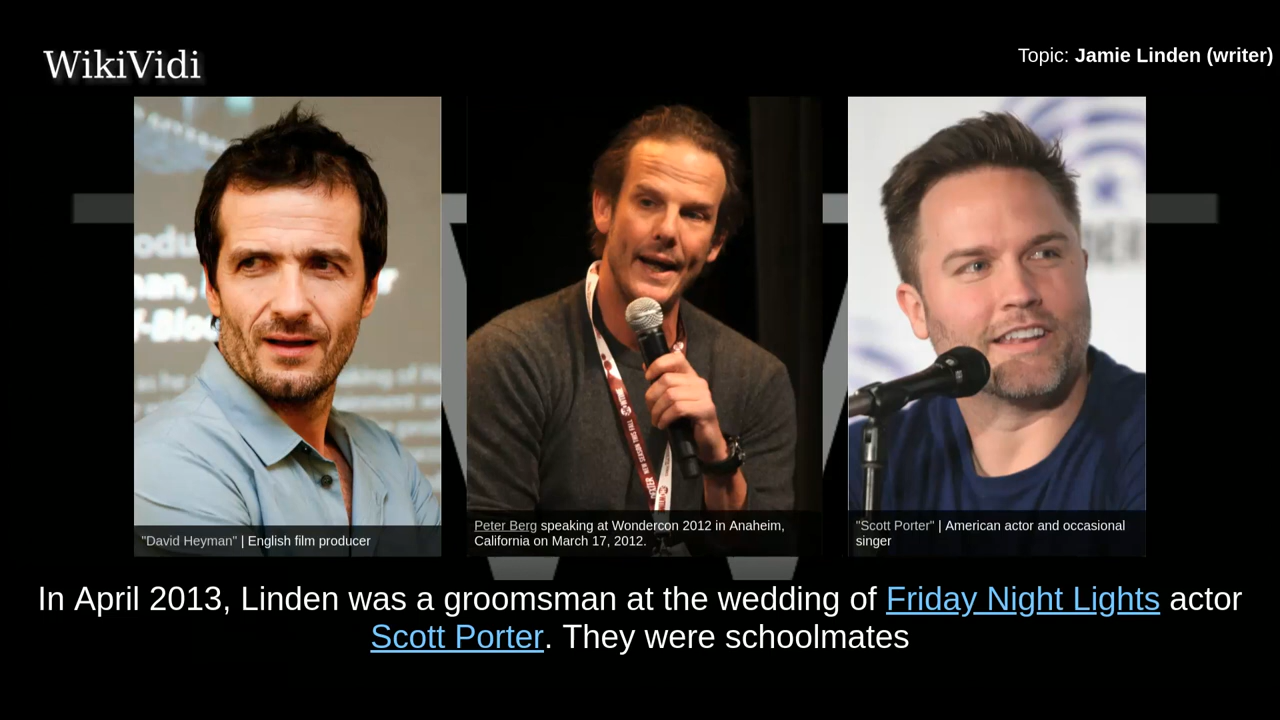 WikiVidi
Topic: Jamie Linden (writer)
"David Heyman" | English film producer
Peter Berg speaking at Wondercon 2012 in Anaheim,
California on March 17, 2012.
"Scott Porter" | American actor and occasional
singer
In April 2013, Linden was a groomsman at the wedding of Friday Night Lights actor
Scott Porter. They were schoolmates